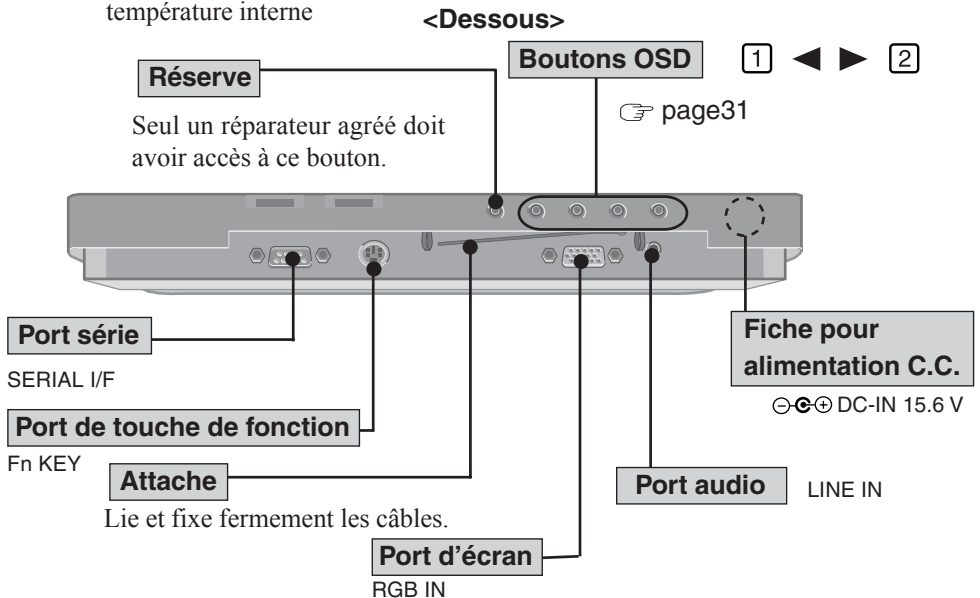 température interne
<Dessous>
Boutons OSD
1 ◀ ▶ 2
☞ page31
Réserve
Seul un réparateur agréé doit
avoir accès à ce bouton.
Port série
SERIAL I/F
Port de touche de fonction
Fn KEY
Attache
Lie et fixe fermement les câbles.
Port d’écran
RGB IN
Port audio
LINE IN
Fiche pour
alimentation C.C.
DC-IN 15.6 V